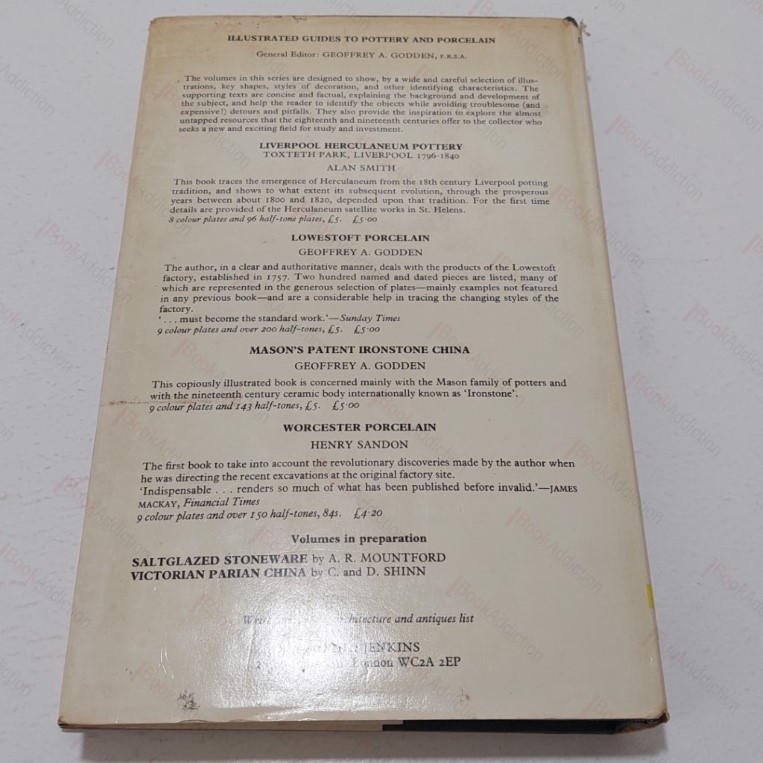 ILLUSTRATED GUIDES TO POTTERY AND PORCELAIN
General Editor: GEOFFREY A. GODDEN, F.R.S.A.
The volumes in this series are designed to show, by a wide and careful selection of illus-
trations, key shapes, styles of decoration, and other identifying characteristics. The
supporting texts are concise and factual, explaining the background and development of
the subject, and help the reader to identify the objects while avoiding troublesome (and
expensive!) detours and pitfalls. They also provide the inspiration to explore the almost
untapped resources that the eighteenth and nineteenth centuries offer to the collector who
seeks a new and exciting field for study and investment.
LIVERPOOL HERCULANEUM POTTERY
TOXTETH PARK, LIVERPOOL 1796-1840
ALAN SMITH
This book traces the emergence of Herculaneum from the 18th century Liverpool potting
tradition, and shows to what extent its subsequent evolution, through the prosperous
years between about 1800 and 1820, depended upon that tradition. For the first time
details are provided of the Herculaneum satellite works in St. Helens.
8 colour plates and 96 half-tone plates, £5. £5·00
LOWESTOFT PORCELAIN
GEOFFREY A. GODDEN
The author, in a clear and authoritative manner, deals with the products of the Lowestoft
factory, established in 1757. Two hundred named and dated pieces are listed, many of
which are represented in the generous selection of plates—mainly examples not featured
in any previous book—and are a considerable help in tracing the changing styles of the
factory.
'... must become the standard work.'—Sunday Times
9 colour plates and over 200 half-tones, £5. £5·00
MASON'S PATENT IRONSTONE CHINA
GEOFFREY A. GODDEN
This copiously illustrated book is concerned mainly with the Mason family of potters and
with the nineteenth century ceramic body internationally known as 'Ironstone'.
9 colour plates and 143 half-tones, £5. £5·00
WORCESTER PORCELAIN
HENRY SANDON
The first book to take into account the revolutionary discoveries made by the author when
he was directing the recent excavations at the original factory site.
'Indispensable ... renders so much of what has been published before invalid.'—JAMES
MACKAY, Financial Times
9 colour plates and over 150 half-tones, 84s. £4·20
Volumes in preparation
SALTGLAZED STONEWARE by A. R. MOUNTFORD
VICTORIAN PARIAN CHINA by C. and D. SHINN
Write architecture and antiques list
JENKINS
London WC2A 2EP
BookAddiction